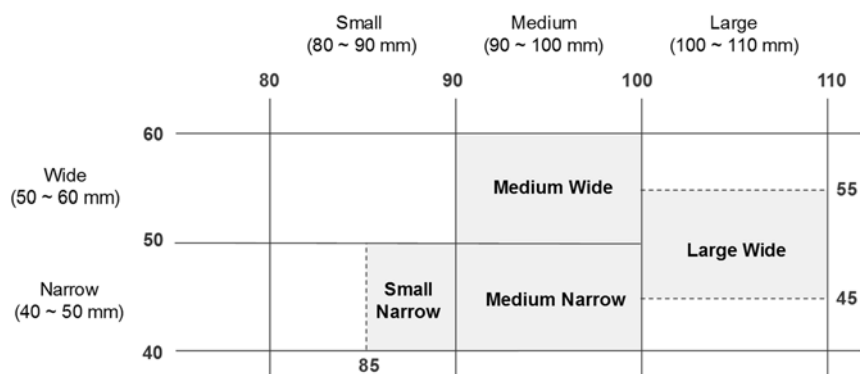 Small
(80 ~ 90 mm)
Medium
(90 ~ 100 mm)
Large
(100 ~ 110 mm)
80
90
100
110
60
Wide
(50 ~ 60 mm)
Medium Wide
55
50
Large Wide
Narrow
(40 ~ 50 mm)
Small
Narrow
Medium Narrow
45
40
85